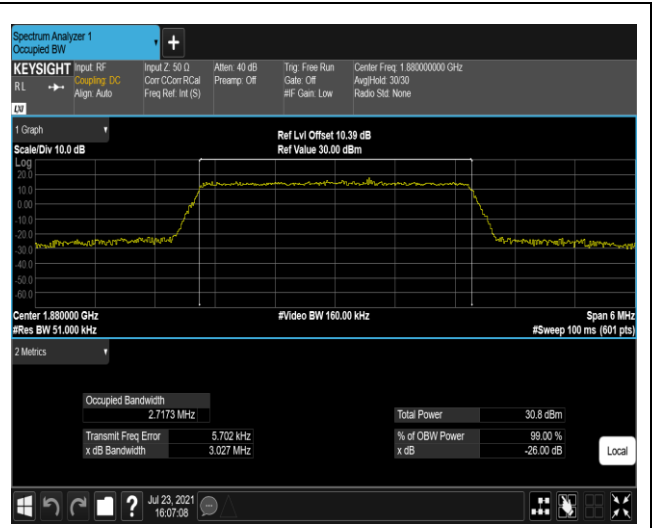 Spectrum Analyzer 1
Occupied BW
+
KEYSIGHT Input: RF Input Z: 50 Ω Atten: 40 dB Trig: Free Run Center Freq: 1.880000000 GHz
RL Coupling: DC Corr CCorr RCal Preamp: Off Gate: Off Avg|Hold: 30/30
Align: Auto Freq Ref: Int (S) #IF Gain: Low Radio Std: None
LXI
1 Graph
Ref Lvl Offset 10.39 dB
Scale/Div 10.0 dB Ref Value 30.00 dBm
Log
20.0
10.0
0.00
-10.0
-20.0
-30.0
-40.0
-50.0
-60.0
Center 1.880000 GHz #Video BW 160.00 kHz Span 6 MHz
#Res BW 51.000 kHz #Sweep 100 ms (601 pts)
2 Metrics
Occupied Bandwidth
2.7173 MHz
Total Power 30.8 dBm
Transmit Freq Error 5.702 kHz % of OBW Power 99.00 %
x dB Bandwidth 3.027 MHz x dB -26.00 dB
Local
? Jul 23, 2021
16:07:08